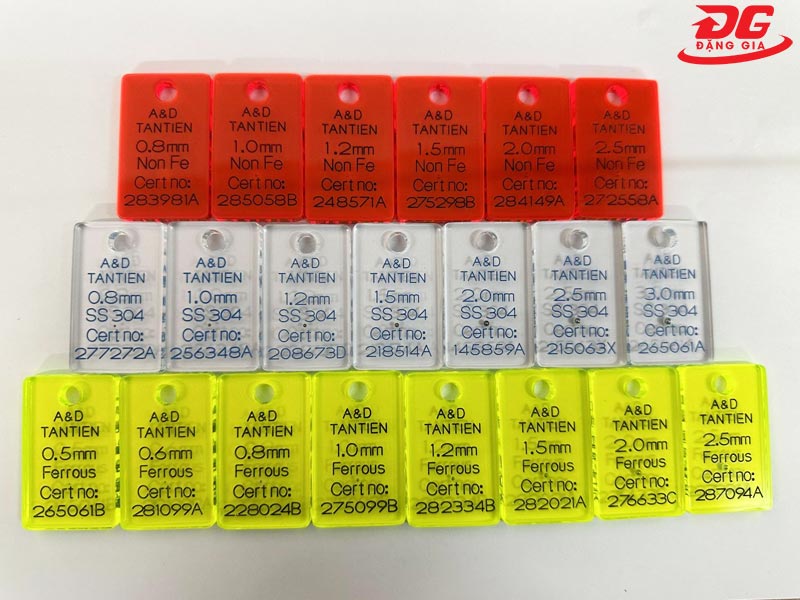 ĐG
ĐẶNG GIA
A&D
TANTIEN
0.8mm
Non Fe
Cert no:
283981A
A&D
TANTIEN
1.0mm
Non Fe
Cert no:
285058B
A&D
TANTIEN
1.2mm
Non Fe
Cert no:
248571A
A&D
TANTIEN
1.5mm
Non Fe
Cert no:
275298B
A&D
TANTIEN
2.0mm
Non Fe
Cert no:
284149A
A&D
TANTIEN
2.5mm
Non Fe
Cert no:
272558A
A&D
TANTIEN
0.8mm
SS 304
Cert no:
277272A
A&D
TANTIEN
1.0mm
SS 304
Cert no:
256348A
A&D
TANTIEN
1.2mm
SS 304
Cert no:
208673D
A&D
TANTIEN
1.5mm
SS 304
Cert no:
218514A
A&D
TANTIEN
2.0mm
SS 304
Cert no:
145859A
A&D
TANTIEN
2.5mm
SS 304
Cert no:
215063X
A&D
TANTIEN
3.0mm
SS 304
Cert no:
265061A
A&D
TANTIEN
0.5mm
Ferrous
Cert no:
265061B
A&D
TANTIEN
0.6mm
Ferrous
Cert no:
281099A
A&D
TANTIEN
0.8mm
Ferrous
Cert no:
228024B
A&D
TANTIEN
1.0mm
Ferrous
Cert no:
275099B
A&D
TANTIEN
1.2mm
Ferrous
Cert no:
282334B
A&D
TANTIEN
1.5mm
Ferrous
Cert no:
282021A
A&D
TANTIEN
2.0mm
Ferrous
Cert no:
276633C
A&D
TANTIEN
2.5mm
Ferrous
Cert no:
287094A